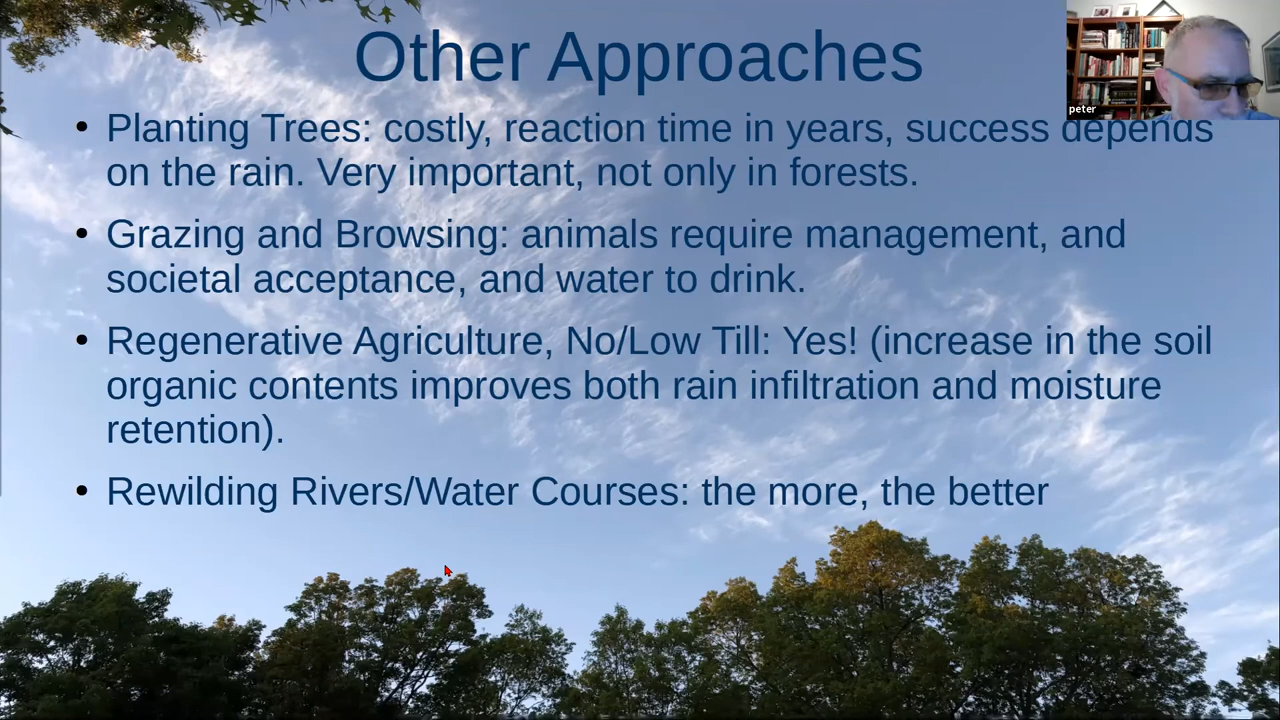 Other Approaches
peter
• Planting Trees: costly, reaction time in years, success depends
on the rain. Very important, not only in forests.
• Grazing and Browsing: animals require management, and
societal acceptance, and water to drink.
• Regenerative Agriculture, No/Low Till: Yes! (increase in the soil
organic contents improves both rain infiltration and moisture
retention).
• Rewilding Rivers/Water Courses: the more, the better